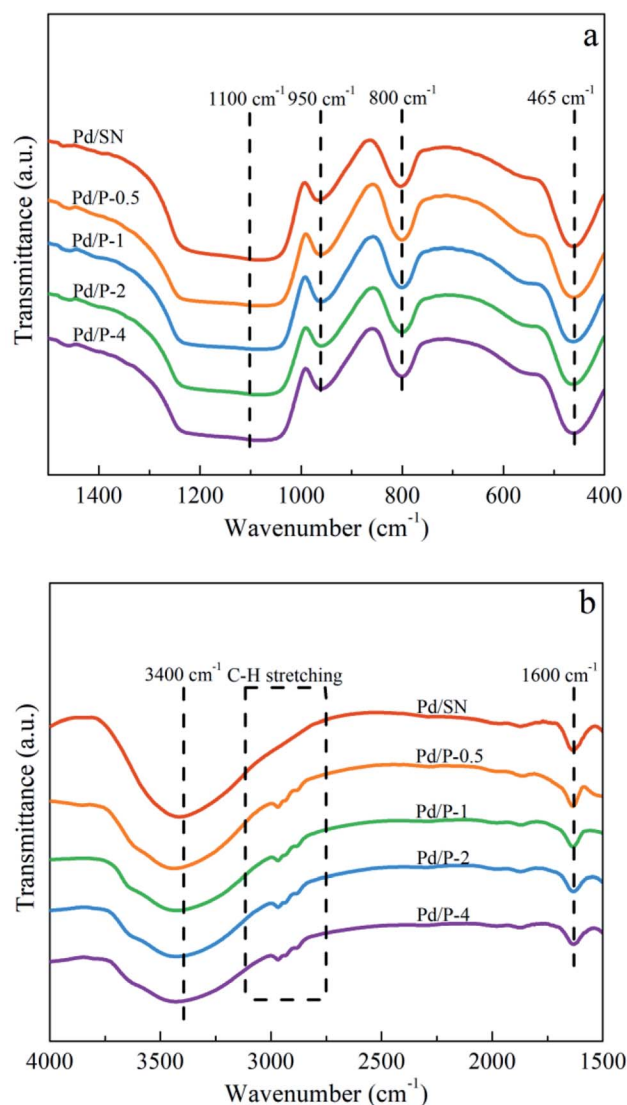 a
1100 cm⁻¹ 950 cm⁻¹ 800 cm⁻¹ 465 cm⁻¹
Pd/SN
Pd/P-0.5
Pd/P-1
Pd/P-2
Pd/P-4
Transmittance (a.u.)
1400 1200 1000 800 600 400
Wavenumber (cm⁻¹)
b
3400 cm⁻¹ C-H stretching 1600 cm⁻¹
Pd/SN
Pd/P-0.5
Pd/P-1
Pd/P-2
Pd/P-4
Transmittance (a.u.)
4000 3500 3000 2500 2000 1500
Wavenumber (cm⁻¹)